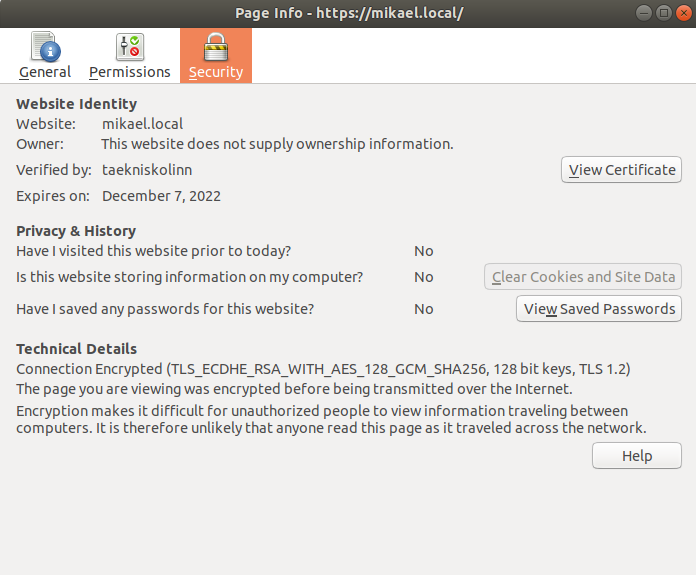 Page Info - https://mikael.local/
General Permissions Security
Website Identity
Website: mikael.local
Owner: This website does not supply ownership information.
Verified by: taekniskolinn View Certificate
Expires on: December 7, 2022
Privacy & History
Have I visited this website prior to today? No
Is this website storing information on my computer? No Clear Cookies and Site Data
Have I saved any passwords for this website? No View Saved Passwords
Technical Details
Connection Encrypted (TLS_ECDHE_RSA_WITH_AES_128_GCM_SHA256, 128 bit keys, TLS 1.2)
The page you are viewing was encrypted before being transmitted over the Internet.
Encryption makes it difficult for unauthorized people to view information traveling between
computers. It is therefore unlikely that anyone read this page as it traveled across the network.
Help